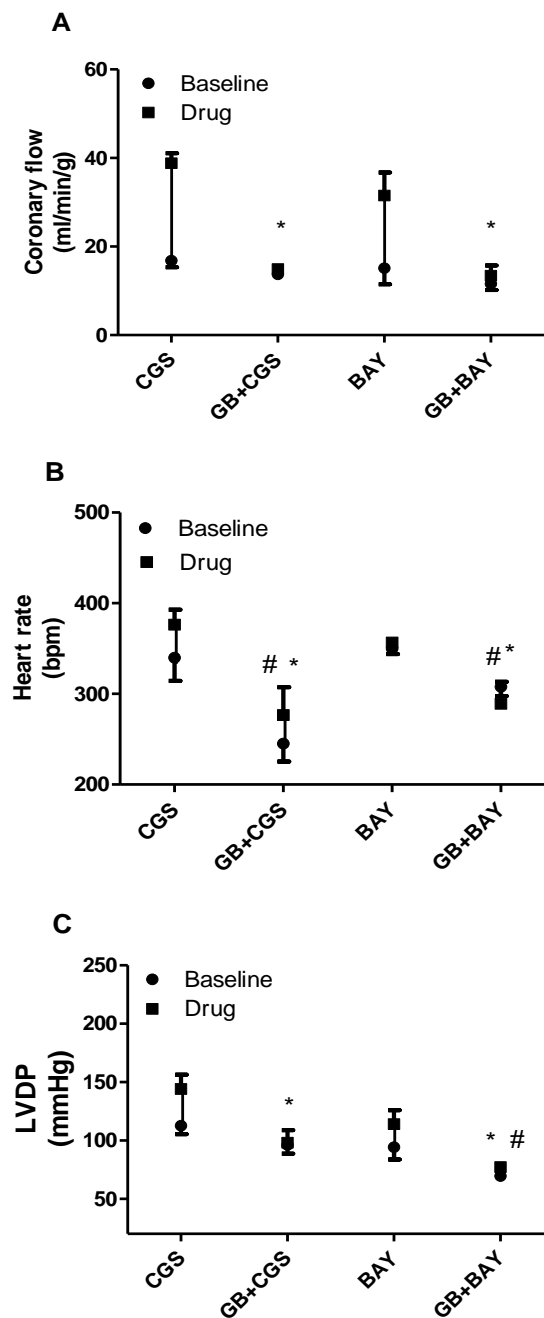 A
60
40
20
0
Coronary flow
(ml/min/g)
Baseline
Drug
*
*
CGS
GB+CGS
BAY
GB+BAY
B
500
400
300
200
Heart rate
(bpm)
Baseline
Drug
# *
# *
CGS
GB+CGS
BAY
GB+BAY
C
250
200
150
100
50
LVDP
(mmHg)
Baseline
Drug
*
* #
CGS
GB+CGS
BAY
GB+BAY